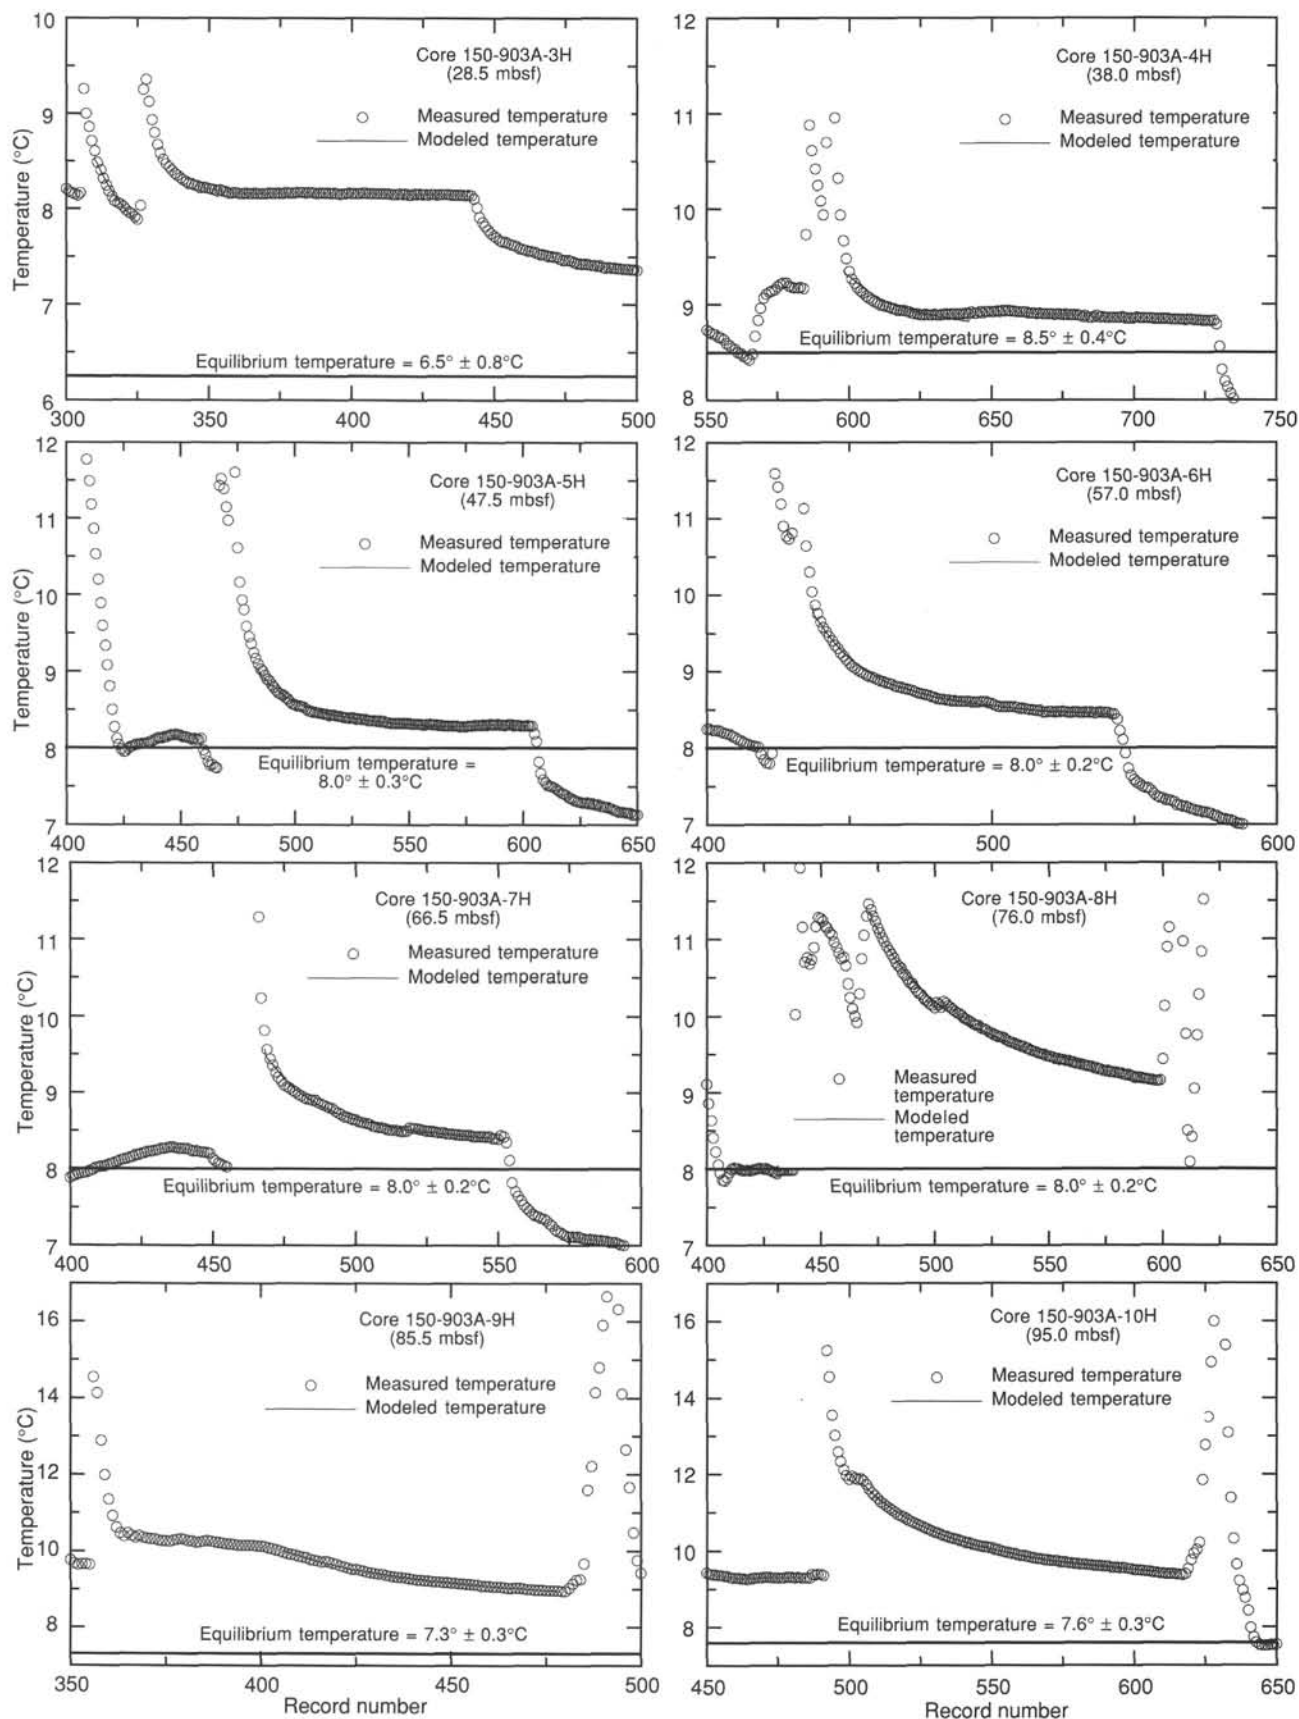 Core 150-903A-3H
(28.5 mbsf)
Measured temperature
Modeled temperature
Equilibrium temperature = 6.5° ± 0.8°C
Temperature (°C)
10
9
8
7
6
300
350
400
450
500
Core 150-903A-4H
(38.0 mbsf)
Measured temperature
Modeled temperature
Equilibrium temperature = 8.5° ± 0.4°C
12
11
10
9
8
550
600
650
700
750
Core 150-903A-5H
(47.5 mbsf)
Measured temperature
Modeled temperature
Equilibrium temperature =
8.0° ± 0.3°C
Temperature (°C)
12
11
10
9
8
7
400
450
500
550
600
650
Core 150-903A-6H
(57.0 mbsf)
Measured temperature
Modeled temperature
Equilibrium temperature = 8.0° ± 0.2°C
12
11
10
9
8
7
400
500
600
Core 150-903A-7H
(66.5 mbsf)
Measured temperature
Modeled temperature
Equilibrium temperature = 8.0° ± 0.2°C
Temperature (°C)
12
11
10
9
8
7
400
450
500
550
600
Core 150-903A-8H
(76.0 mbsf)
Measured
temperature
Modeled
temperature
Equilibrium temperature = 8.0° ± 0.2°C
12
11
10
9
8
7
400
450
500
550
600
650
Core 150-903A-9H
(85.5 mbsf)
Measured temperature
Modeled temperature
Equilibrium temperature = 7.3° ± 0.3°C
Temperature (°C)
16
14
12
10
8
350
400
450
500
Record number
Core 150-903A-10H
(95.0 mbsf)
Measured temperature
Modeled temperature
Equilibrium temperature = 7.6° ± 0.3°C
16
14
12
10
8
450
500
550
600
650
Record number